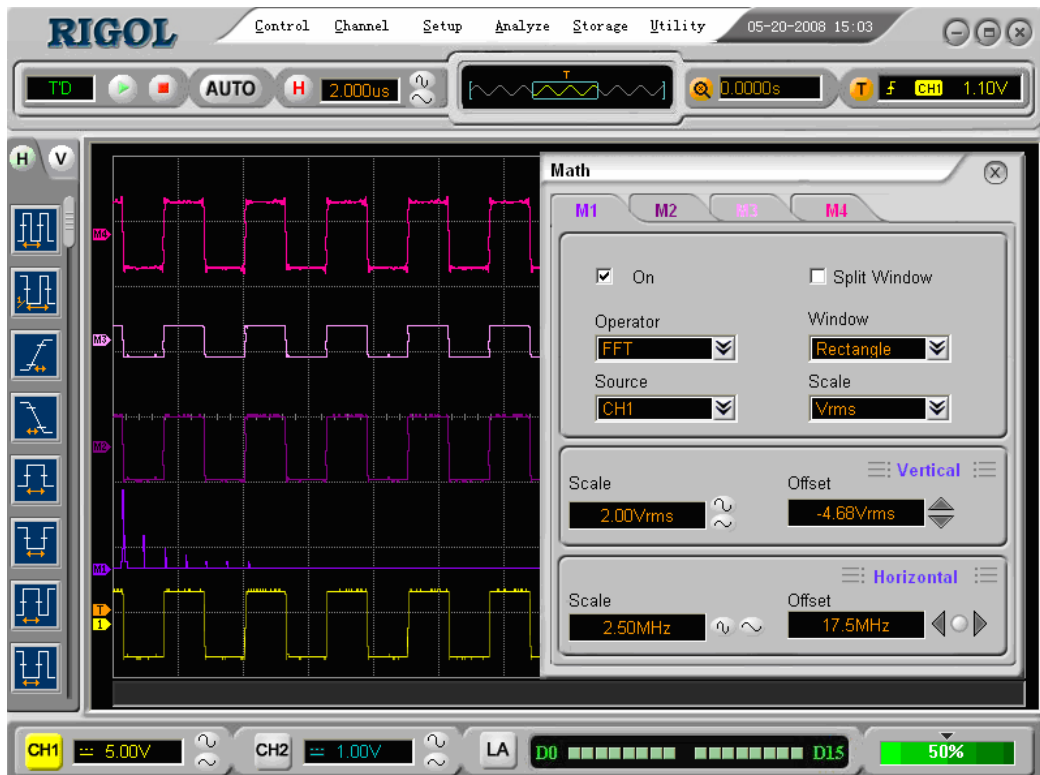 RIGOL
Control Channel Setup Analyze Storage Utility 05-20-2008 15:03
T'D AUTO H 2.000us T 0.0000s T CH1 1.10V
H V
Math
M1 M2 M3 M4
On Split Window
Operator Window
FFT Rectangle
Source Scale
CH1 Vrms
Vertical
Scale Offset
2.00Vrms -4.68Vrms
Horizontal
Scale Offset
2.50MHz 17.5MHz
M4
M3
M2
M1
T
1
CH1 5.00V CH2 1.00V LA D0 D15 50%